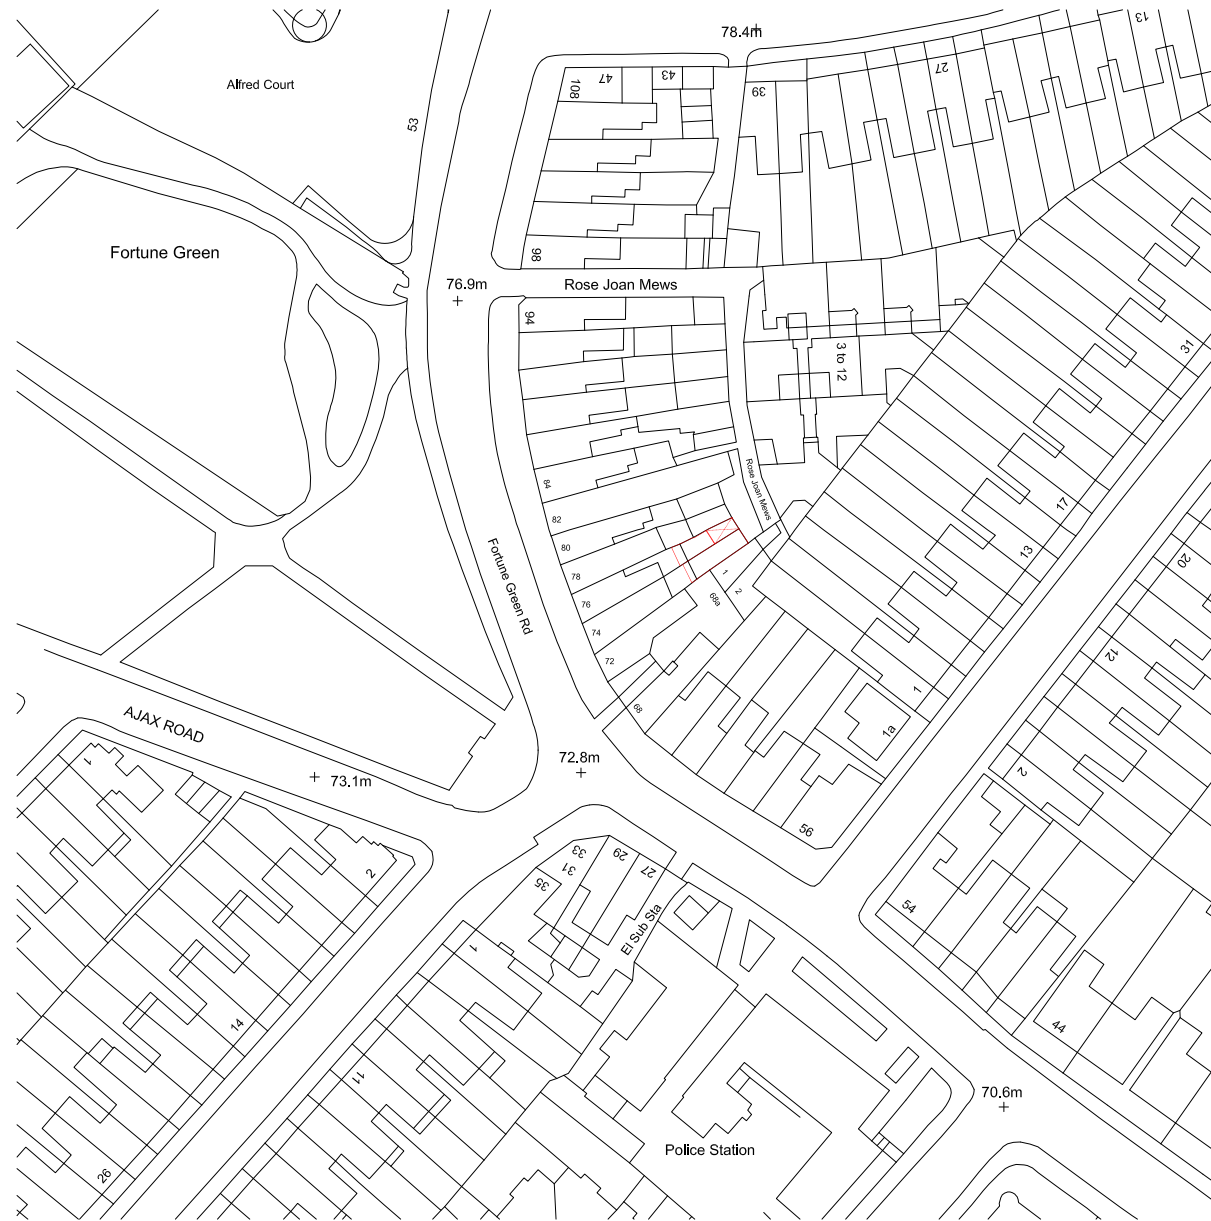 78.4m
13
Alfred Court
47
43
27
108
39
53
Fortune Green
98
76.9m
Rose Joan Mews
94
3 to 12
31
84
Rose Joan Mews
17
82
80
Fortune Green Rd
13
20
78
1
2
76
68a
74
12
72
1
68
AJAX ROAD
1a
72.8m
1
73.1m
2
56
33
29
31
27
2
35
54
El Sub Sta
1
14
44
11
70.6m
Police Station
26